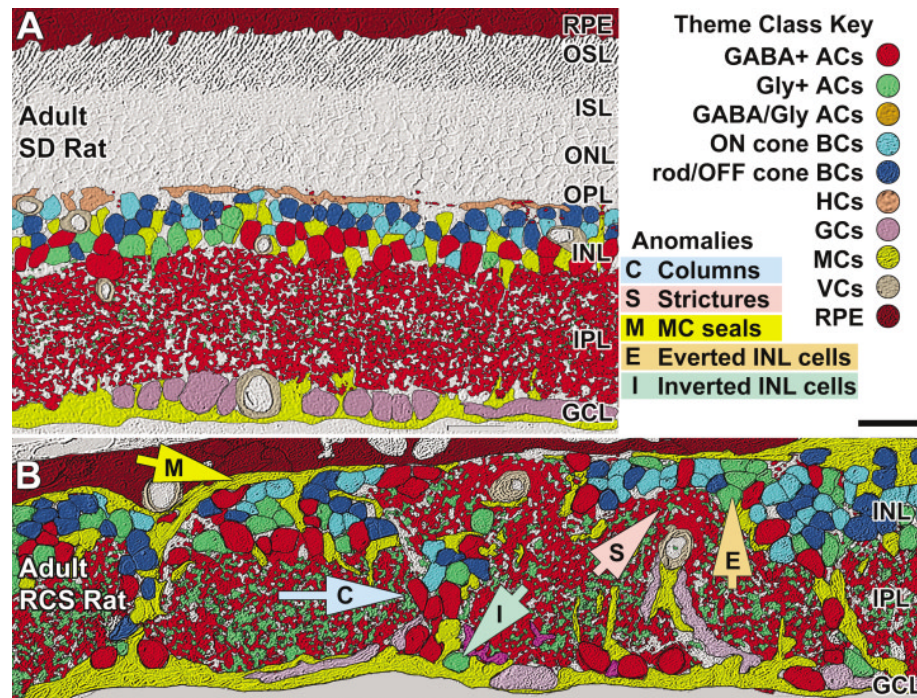 A
Adult
SD Rat
RPE
OSL
ISL
ONL
OPL
INL
IPL
GCL
Theme Class Key
GABA+ ACs
Gly+ ACs
GABA/Gly ACs
ON cone BCs
rod/OFF cone BCs
HCs
GCs
MCs
VCs
RPE
Anomalies
C Columns
S Strictures
M MC seals
E Everted INL cells
I Inverted INL cells
B
Adult
RCS Rat
M
C
I
S
E
INL
IPL
GCL